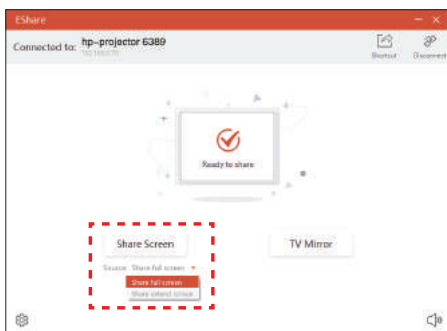 EShare
Connected to: hp-projector 6389
Shortcut
Disconnect
Ready to share
Share Screen
TV Mirror
Source: Share full screen
Share full screen
Share extend screen